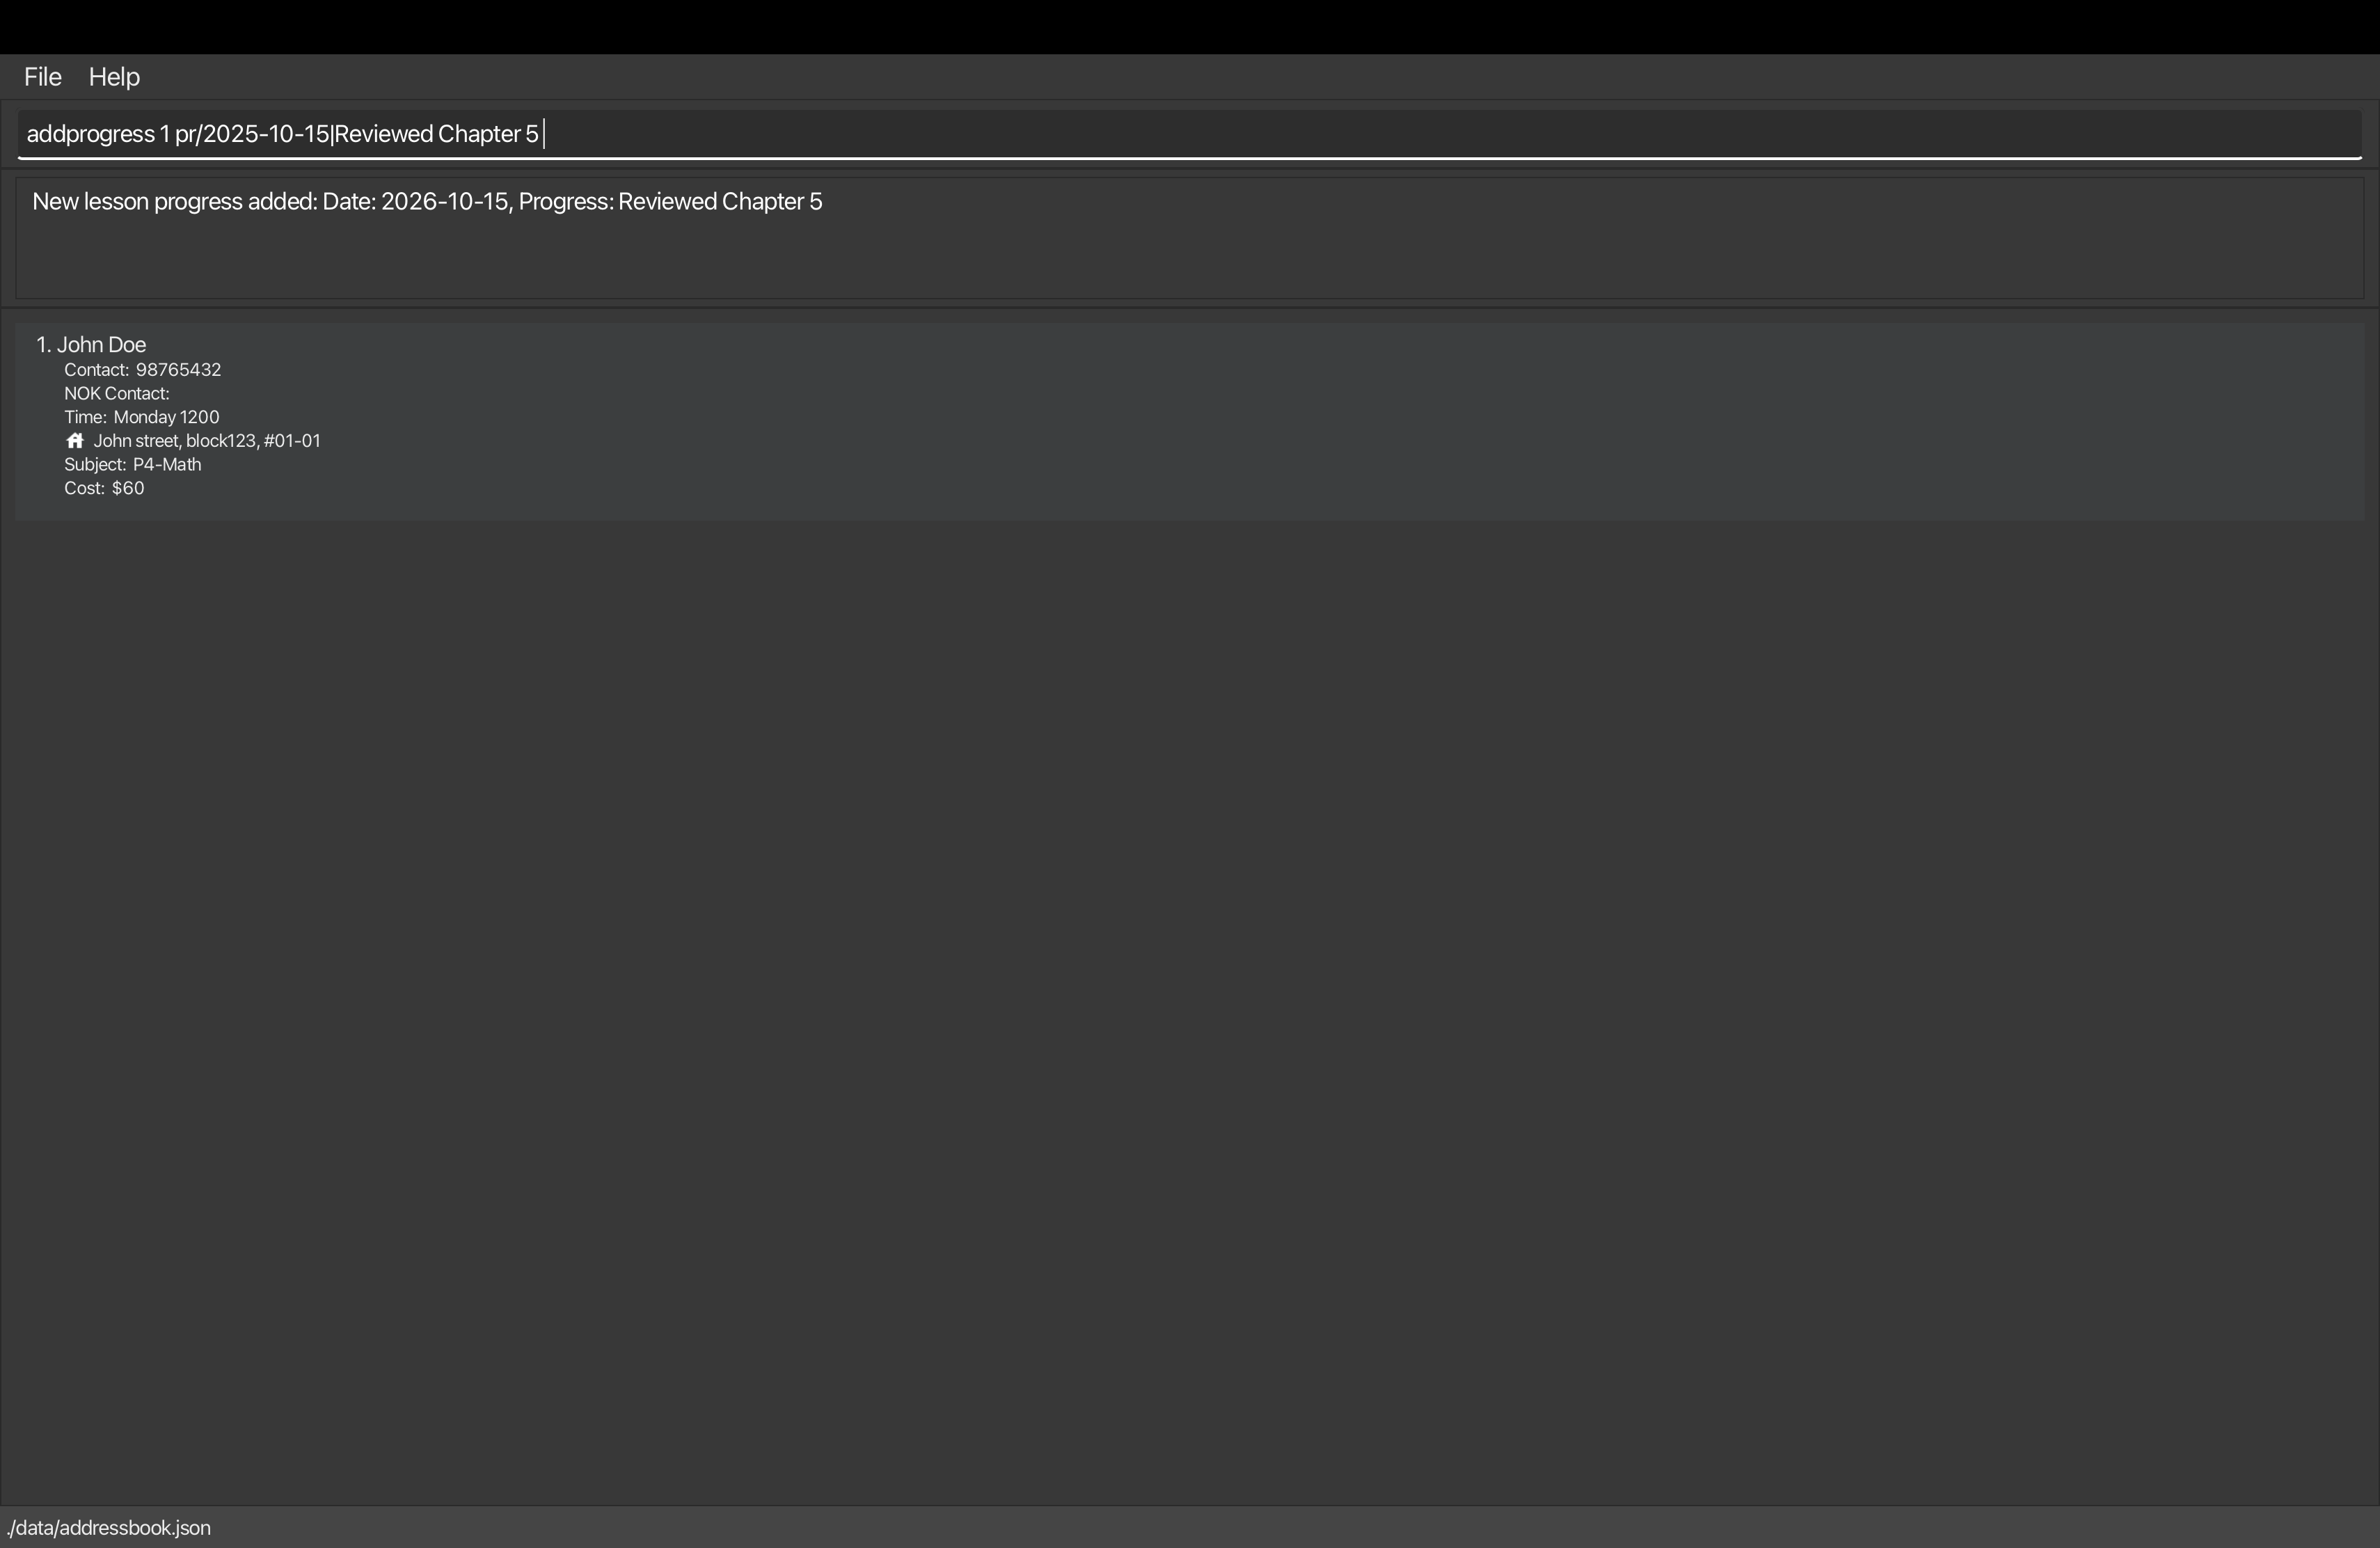 File Help
addprogress 1 pr/2025-10-15|Reviewed Chapter 5
New lesson progress added: Date: 2026-10-15, Progress: Reviewed Chapter 5
1. John Doe
Contact: 98765432
NOK Contact:
Time: Monday 1200
John street, block123, #01-01
Subject: P4-Math
Cost: $60
./data/addressbook.json